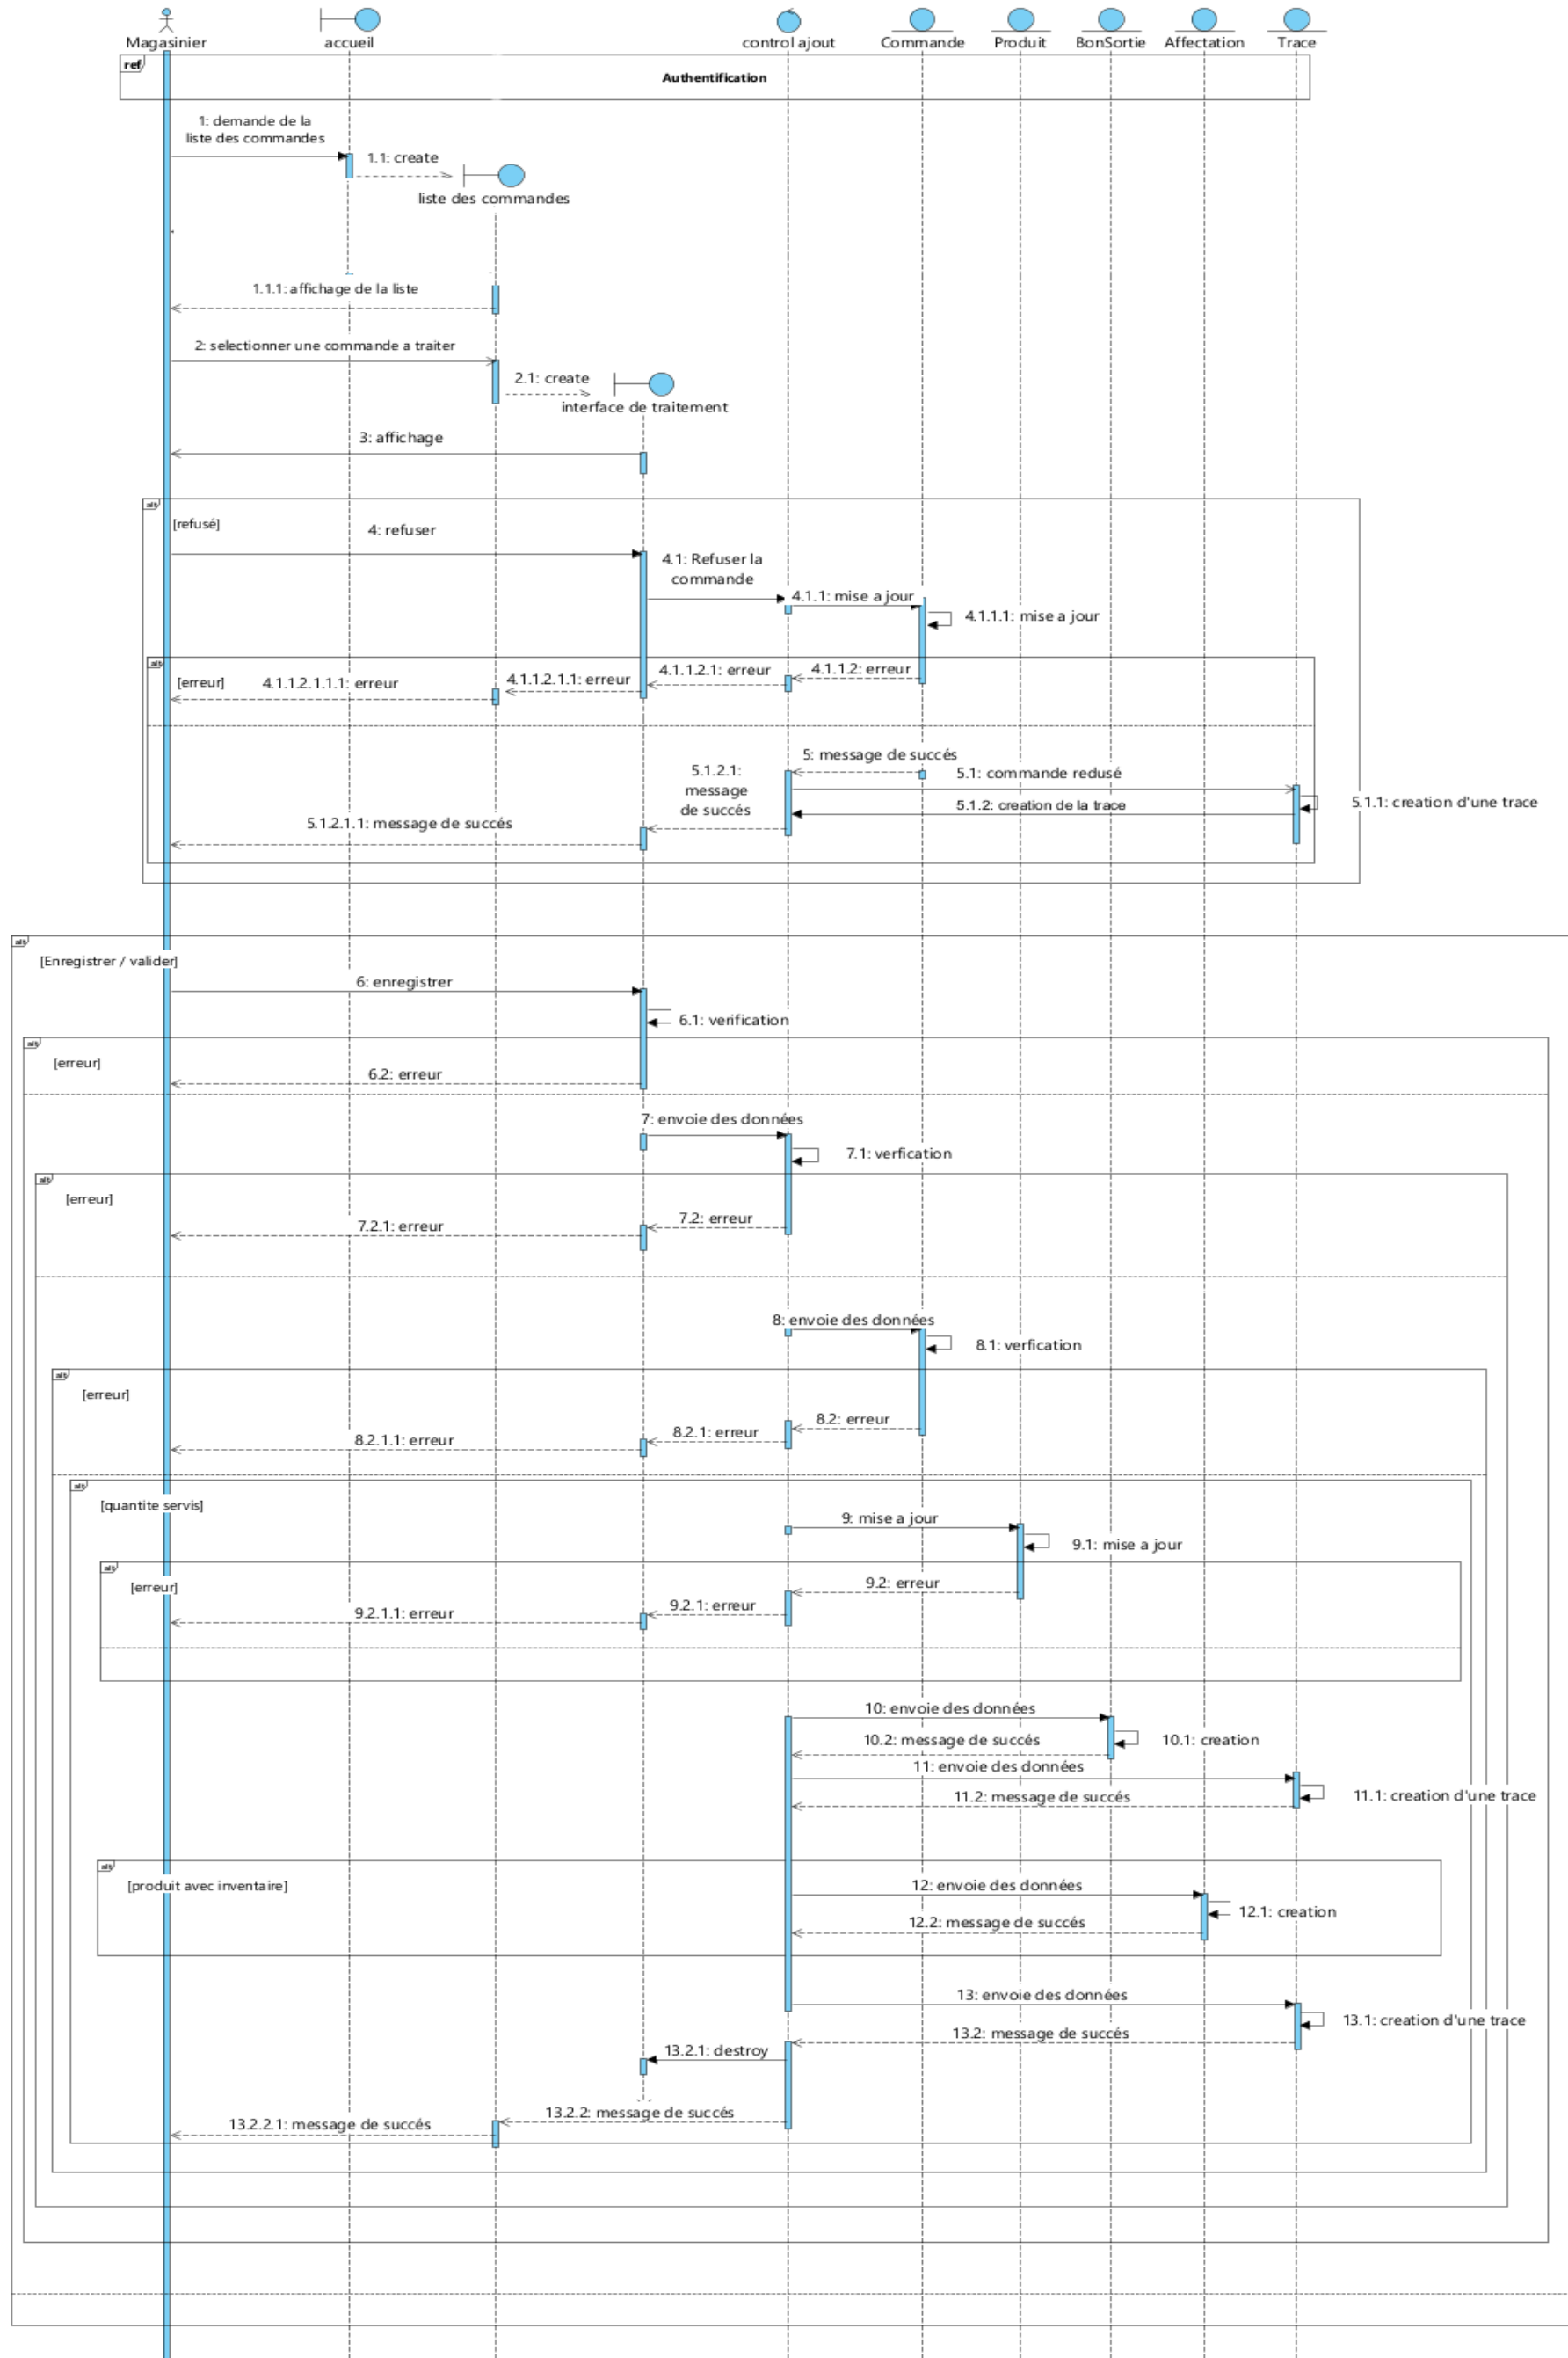 Magasinier
accueil
control ajout
Commande
Produit
BonSortie
Affectation
Trace
ref
Authentification
1: demande de la
liste des commandes
1.1: create
liste des commandes
1.1.1: affichage de la liste
2: selectionner une commande a traiter
2.1: create
interface de traitement
3: affichage
alt
[refusé]
4: refuser
4.1: Refuser la
commande
4.1.1: mise a jour
4.1.1.1: mise a jour
alt
[erreur]
4.1.1.2.1.1.1: erreur
4.1.1.2.1.1: erreur
4.1.1.2.1: erreur
4.1.1.2: erreur
5: message de succés
5.1: commande redusé
5.1.2.1:
message
de succés
5.1.2: creation de la trace
5.1.1: creation d'une trace
5.1.2.1.1: message de succés
alt
[Enregistrer / valider]
6: enregistrer
6.1: verification
alt
[erreur]
6.2: erreur
7: envoie des données
7.1: verfication
alt
[erreur]
7.2: erreur
7.2.1: erreur
8: envoie des données
8.1: verfication
alt
[erreur]
8.2: erreur
8.2.1: erreur
8.2.1.1: erreur
alt
[quantite servis]
9: mise a jour
9.1: mise a jour
alt
[erreur]
9.2: erreur
9.2.1: erreur
9.2.1.1: erreur
10: envoie des données
10.2: message de succés
10.1: creation
11: envoie des données
11.2: message de succés
11.1: creation d'une trace
alt
[produit avec inventaire]
12: envoie des données
12.1: creation
12.2: message de succés
13: envoie des données
13.1: creation d'une trace
13.2: message de succés
13.2.1: destroy
13.2.2: message de succés
13.2.2.1: message de succés